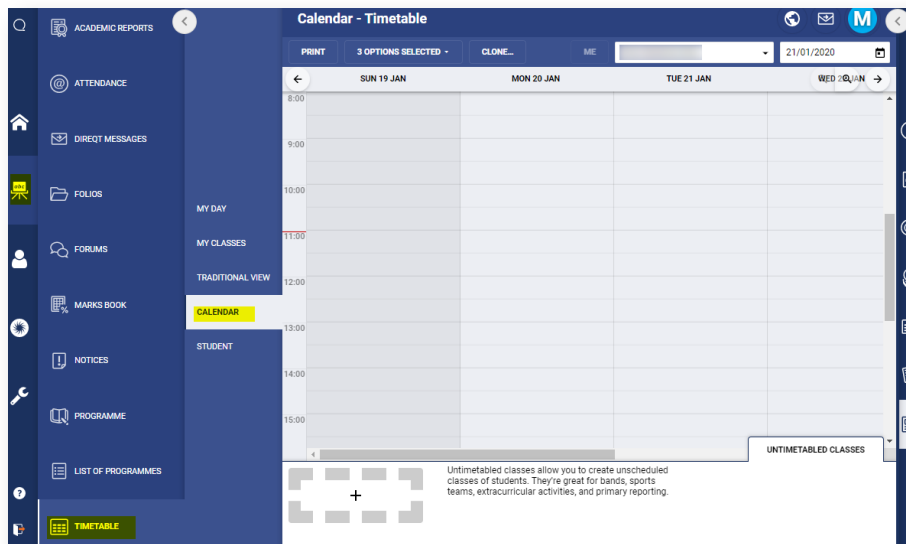 Calendar - Timetable
M
PRINT
3 OPTIONS SELECTED
CLONE...
ME
21/01/2020
SUN 19 JAN
MON 20 JAN
TUE 21 JAN
8:00
9:00
10:00
11:00
12:00
13:00
14:00
15:00
ACADEMIC REPORTS
ATTENDANCE
DIREQT MESSAGES
FOLIOS
FORUMS
MARKS BOOK
NOTICES
PROGRAMME
LIST OF PROGRAMMES
TIMETABLE
abc
MY DAY
MY CLASSES
TRADITIONAL VIEW
CALENDAR
STUDENT
UNTIMETABLED CLASSES
Untimetabled classes allow you to create unscheduled
classes of students. They're great for bands, sports
teams, extracurricular activities, and primary reporting.